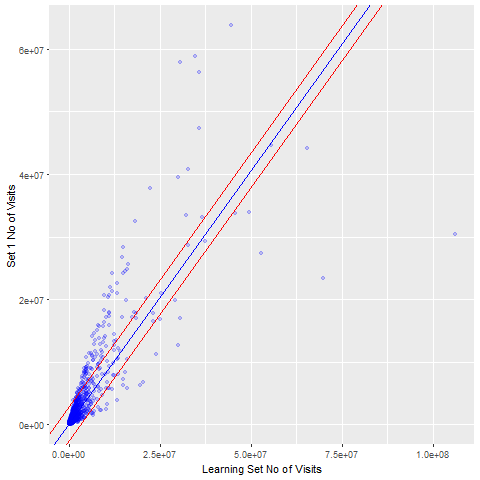 6e+07
4e+07
2e+07
0e+00
Set 1 No of Visits
0.0e+00 2.5e+07 5.0e+07 7.5e+07 1.0e+08
Learning Set No of Visits